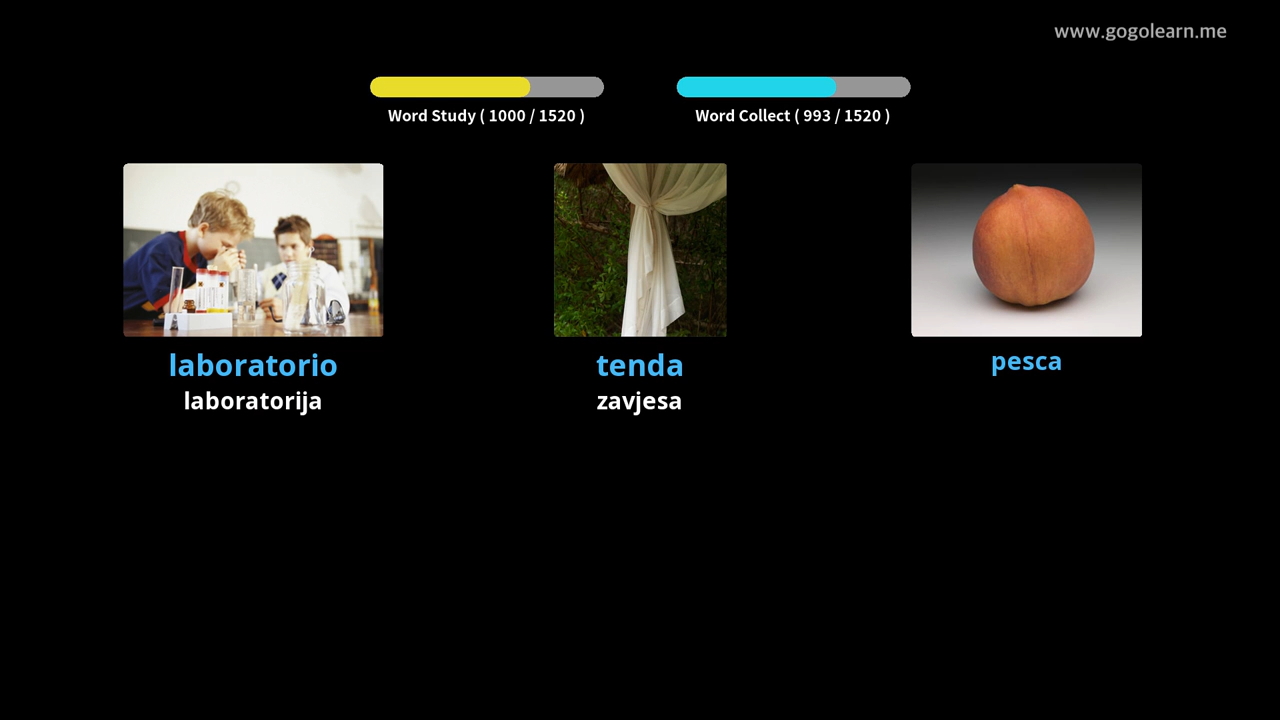 www.gogolearn.me
Word Study ( 1000 / 1520 )
Word Collect ( 993 / 1520 )
laboratorio
laboratorija
tenda
zavjesa
pesca